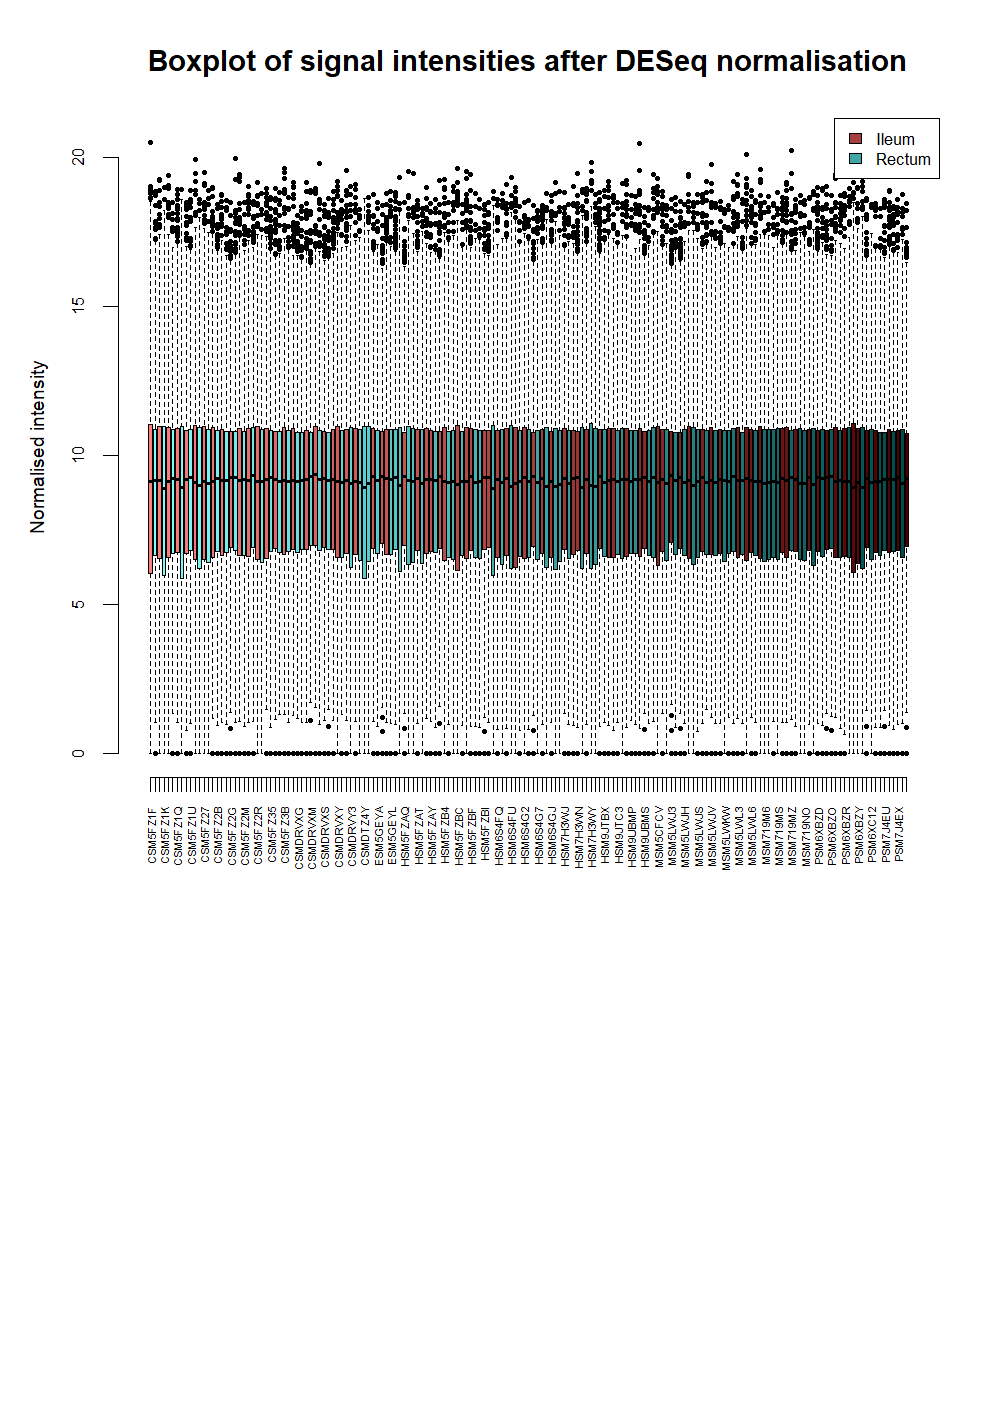 Boxplot of signal intensities after DESeq normalisation
Ileum
Rectum
Normalised intensity
20
15
10
5
0
CSM5FZ1F
CSM5FZ1K
CSM5FZ1Q
CSM5FZ1U
CSM5FZ27
CSM5FZ2B
CSM5FZ2G
CSM5FZ2M
CSM5FZ2R
CSM5FZ35
CSM5FZ3B
CSMDRVXG
CSMDRVXM
CSMDRVXS
CSMDRVXY
CSMDRVY3
CSMDTZ4Y
ESM5GEYA
ESM5GEYL
HSM5FZAQ
HSM5FZAT
HSM5FZAY
HSM5FZB4
HSM5FZBC
HSM5FZBF
HSM5FZBI
HSM6S4FQ
HSM6S4FU
HSM6S4G2
HSM6S4G7
HSM6S4GJ
HSM7H3WJ
HSM7H3WN
HSM7H3WY
HSM9JTBX
HSM9JTC3
HSM9UBMP
HSM9UBMS
MSM5CFCV
MSM5LWJ3
MSM5LWJH
MSM5LWJS
MSM5LWJV
MSM5LWKW
MSM5LWL3
MSM5LWL6
MSM719M6
MSM719MS
MSM719MZ
MSM719NO
PSM6XBZD
PSM6XBZO
PSM6XBZR
PSM6XBZY
PSM6XC12
PSM7J4EU
PSM7J4EX